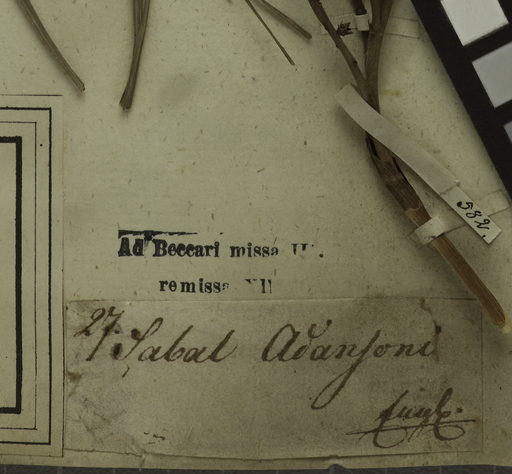 582.
Ad Beccari missa
remissa
27. Sabal Adansoni